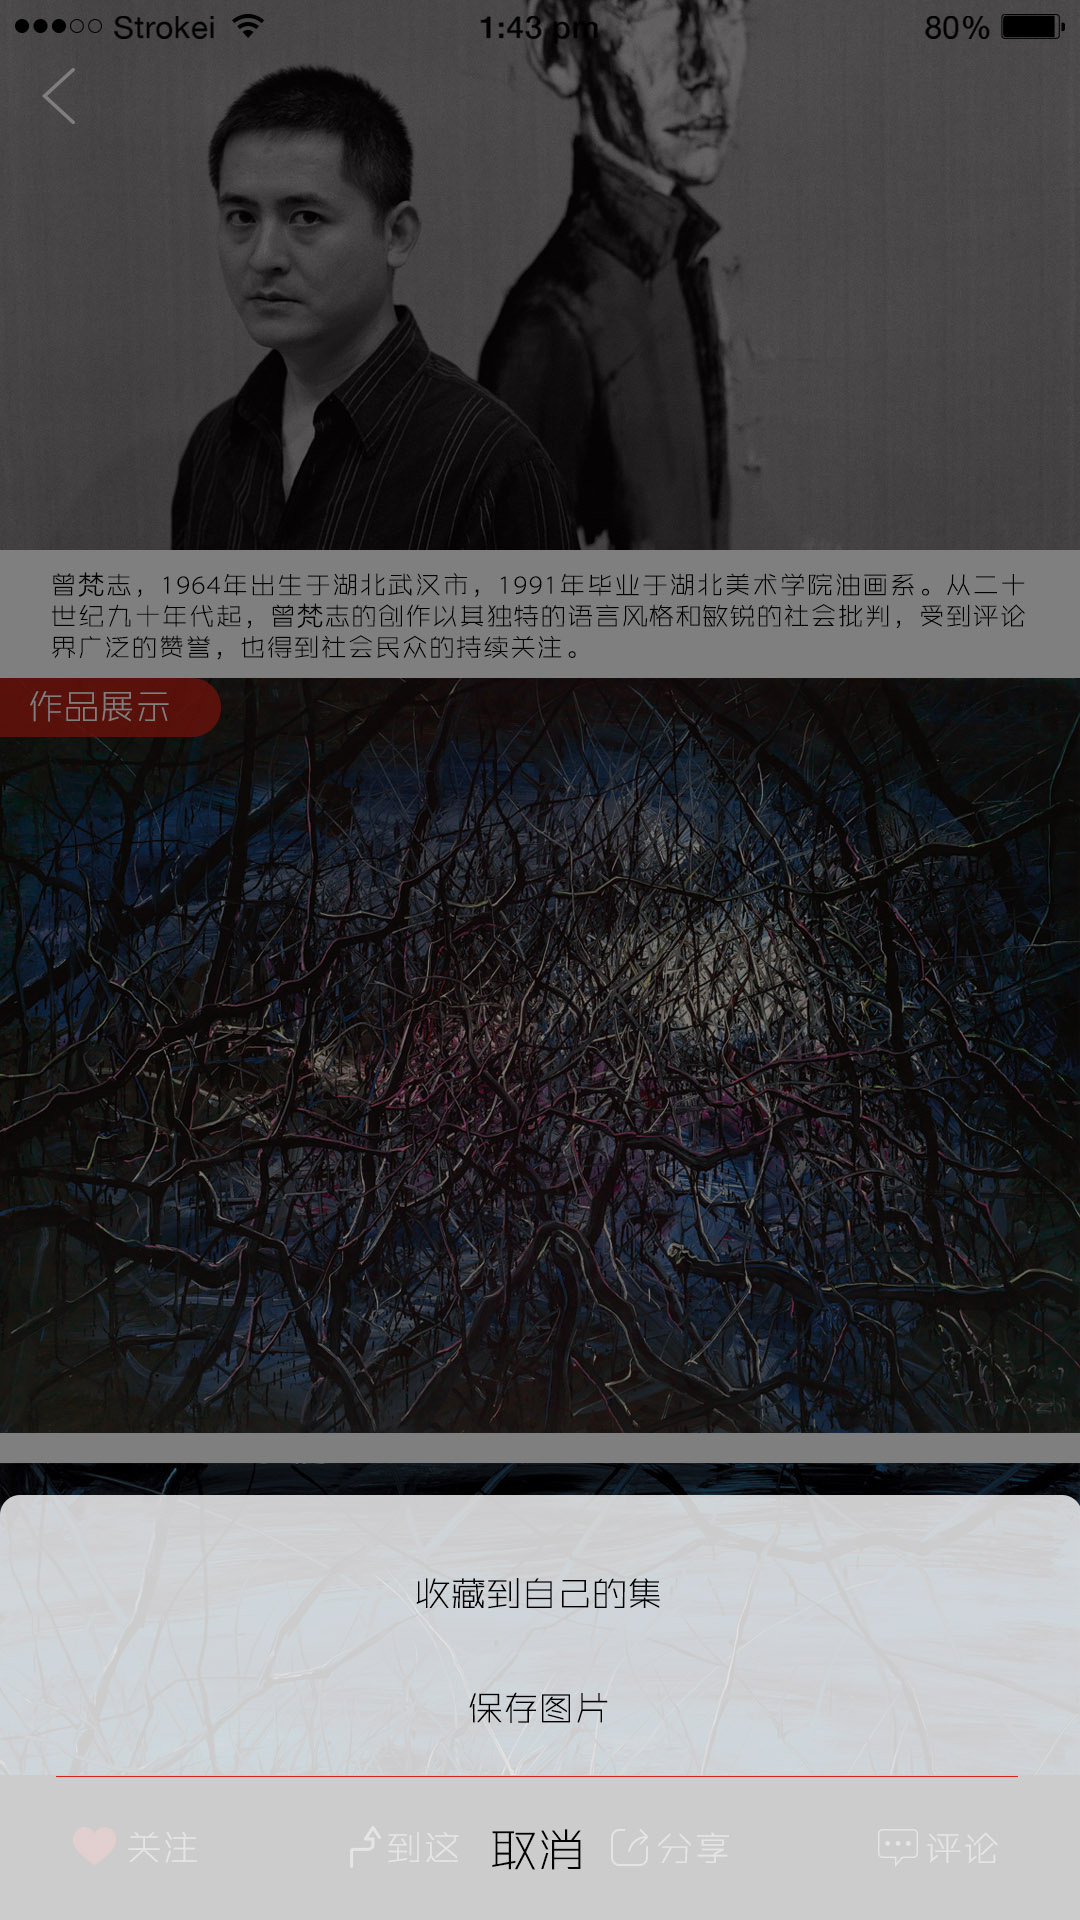 Strokei
1:43 pm
80%
曾梵志，1964年出生于湖北武汉市，1991年毕业于湖北美术学院油画系。从二十
世纪九十年代起，曾梵志的创作以其独特的语言风格和敏锐的社会批判，受到评论
界广泛的赞誉，也得到社会民众的持续关注。
作品展示
收藏到自己的集
保存图片
关注
到这
取消
分享
评论